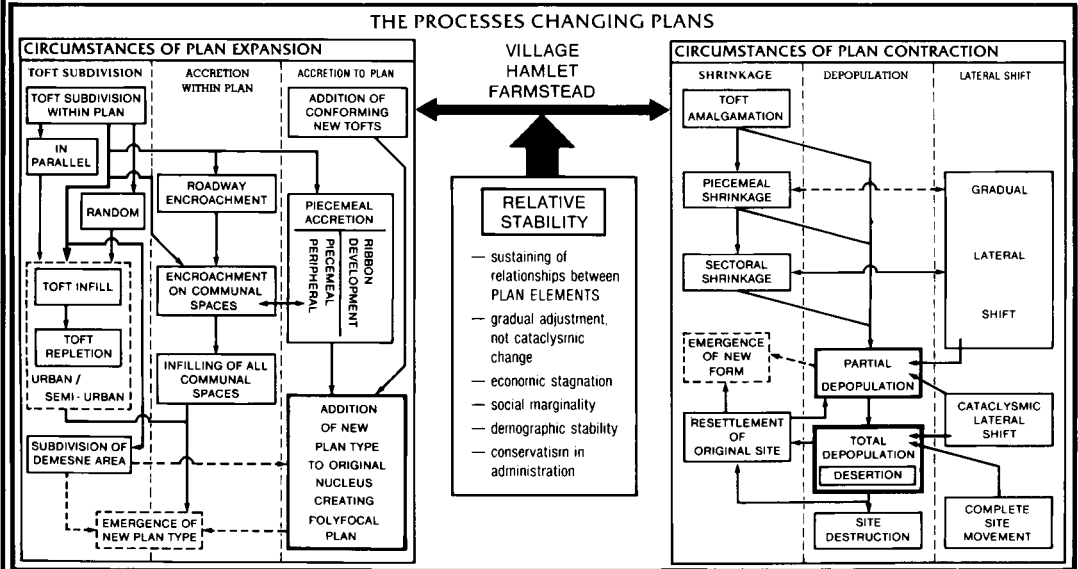 THE PROCESSES CHANGING PLANS
CIRCUMSTANCES OF PLAN EXPANSION
TOFT SUBDIVISION
TOFT SUBDIVISION
WITHIN PLAN
IN
PARALLEL
RANDOM
TOFT INFILL
TOFT
REPLETION
URBAN /
SEMI - URBAN
SUBDIVISION OF
DEMESNE AREA
ACCRETION
WITHIN PLAN
ROADWAY
ENCROACHMENT
ENCROACHMENT
ON COMMUNAL
SPACES
INFILLING OF ALL
COMMUNAL
SPACES
EMERGENCE OF
NEW PLAN TYPE
ACCRETION TO PLAN
ADDITION OF
CONFORMING
NEW TOFTS
PIECEMEAL
ACCRETION
PIECEMEAL
PERIPHERAL
RIBBON
DEVELOPMENT
ADDITION
OF NEW
PLAN TYPE
TO ORIGINAL
NUCLEUS
CREATING
POLYFOCAL
PLAN
VILLAGE
HAMLET
FARMSTEAD
RELATIVE
STABILITY
— sustaining of
relationships between
PLAN ELEMENTS
— gradual adjustment,
not cataclysmic
change
— economic stagnation
— social marginality
— demographic stability
— conservatism in
administration
CIRCUMSTANCES OF PLAN CONTRACTION
SHRINKAGE
TOFT
AMALGAMATION
PIECEMEAL
SHRINKAGE
SECTORAL
SHRINKAGE
EMERGENCE
OF NEW
FORM
RESETTLEMENT
OF
ORIGINAL SITE
DEPOPULATION
PARTIAL
DEPOPULATION
TOTAL
DEPOPULATION
DESERTION
SITE
DESTRUCTION
LATERAL SHIFT
GRADUAL
LATERAL
SHIFT
CATACLYSMIC
LATERAL
SHIFT
COMPLETE
SITE
MOVEMENT